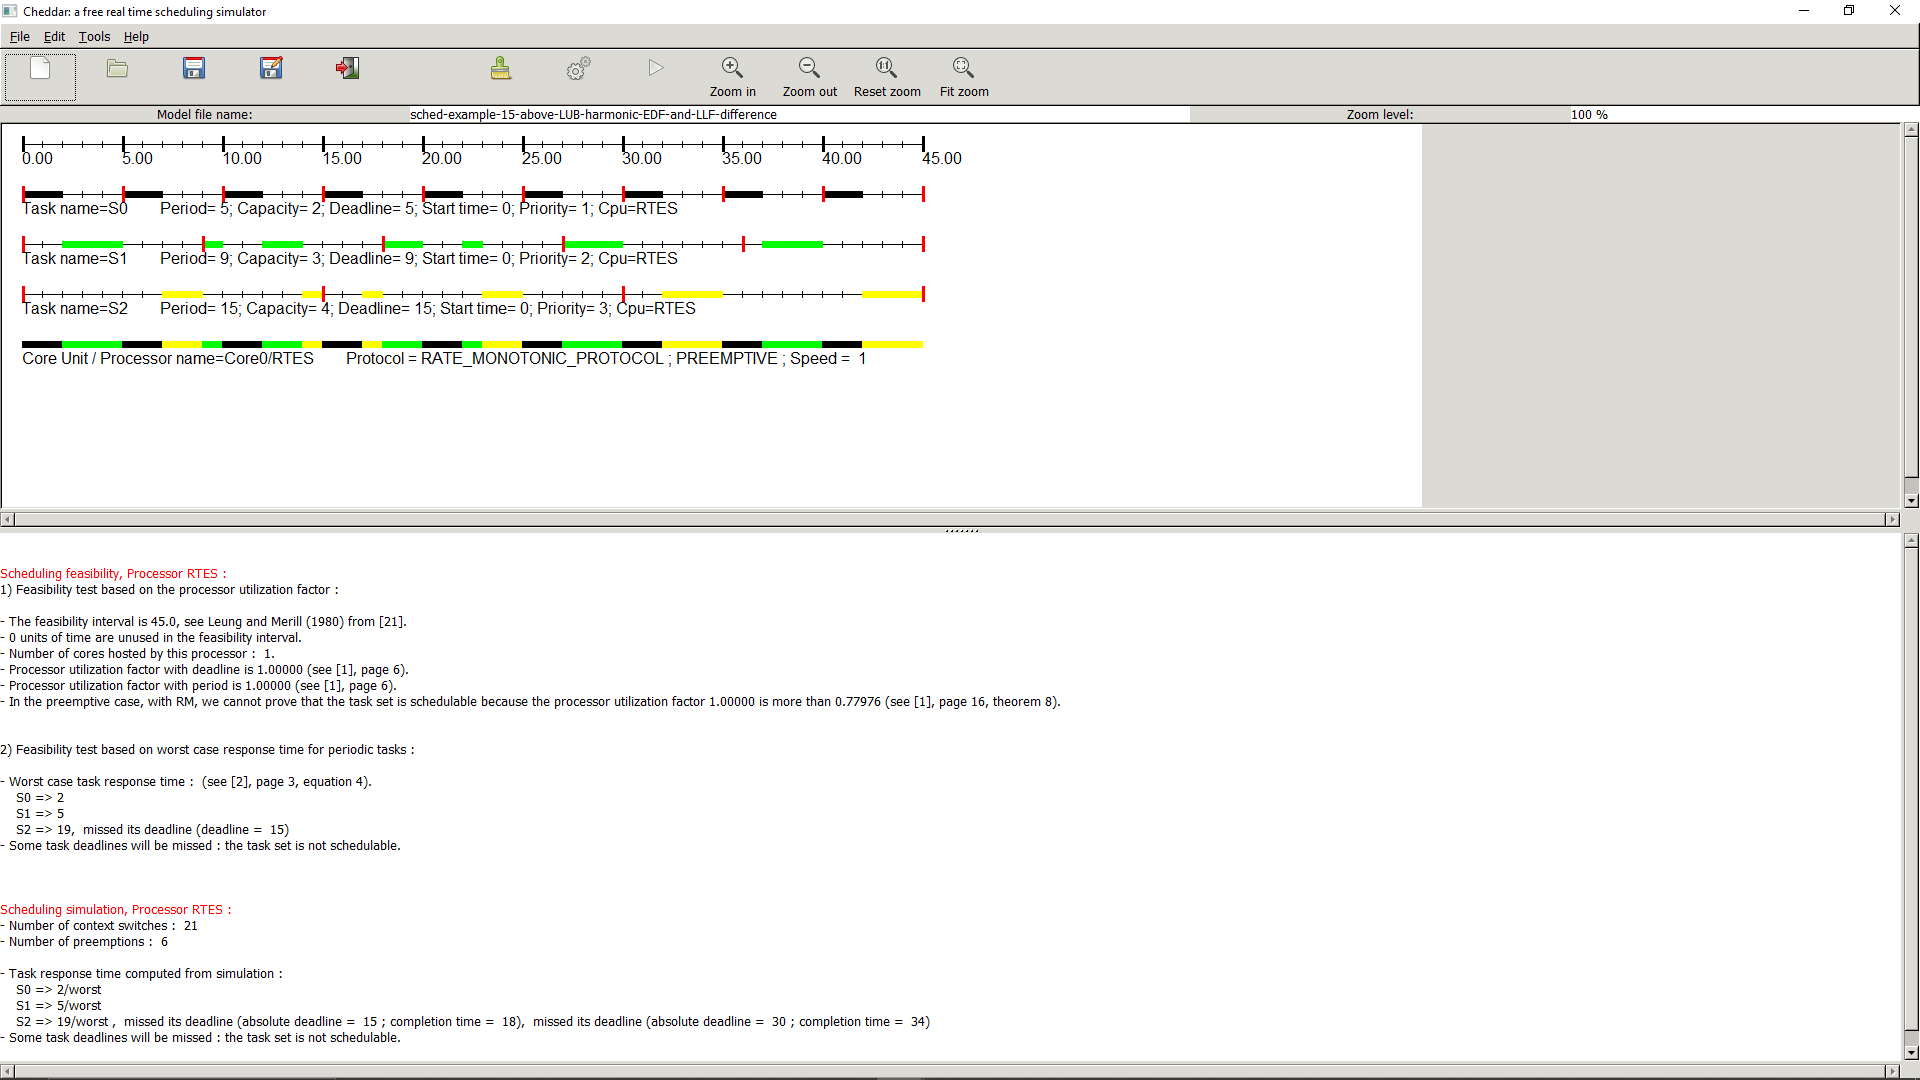 Cheddar: a free real time scheduling simulator
File Edit Tools Help
Zoom in Zoom out Reset zoom Fit zoom
Model file name: sched-example-15-above-LUB-harmonic-EDF-and-LLF-difference Zoom level: 100 %
0.00 5.00 10.00 15.00 20.00 25.00 30.00 35.00 40.00 45.00
Task name=S0 Period= 5; Capacity= 2; Deadline= 5; Start time= 0; Priority= 1; Cpu=RTES
Task name=S1 Period= 9; Capacity= 3; Deadline= 9; Start time= 0; Priority= 2; Cpu=RTES
Task name=S2 Period= 15; Capacity= 4; Deadline= 15; Start time= 0; Priority= 3; Cpu=RTES
Core Unit / Processor name=Core0/RTES Protocol = RATE_MONOTONIC_PROTOCOL ; PREEMPTIVE ; Speed = 1
Scheduling feasibility, Processor RTES :
1) Feasibility test based on the processor utilization factor :
- The feasibility interval is 45.0, see Leung and Merill (1980) from [21].
- 0 units of time are unused in the feasibility interval.
- Number of cores hosted by this processor : 1.
- Processor utilization factor with deadline is 1.00000 (see [1], page 6).
- Processor utilization factor with period is 1.00000 (see [1], page 6).
- In the preemptive case, with RM, we cannot prove that the task set is schedulable because the processor utilization factor 1.00000 is more than 0.77976 (see [1], page 16, theorem 8).
2) Feasibility test based on worst case response time for periodic tasks :
- Worst case task response time : (see [2], page 3, equation 4).
S0 => 2
S1 => 5
S2 => 19, missed its deadline (deadline = 15)
- Some task deadlines will be missed : the task set is not schedulable.
Scheduling simulation, Processor RTES :
- Number of context switches : 21
- Number of preemptions : 6
- Task response time computed from simulation :
S0 => 2/worst
S1 => 5/worst
S2 => 19/worst , missed its deadline (absolute deadline = 15 ; completion time = 18), missed its deadline (absolute deadline = 30 ; completion time = 34)
- Some task deadlines will be missed : the task set is not schedulable.